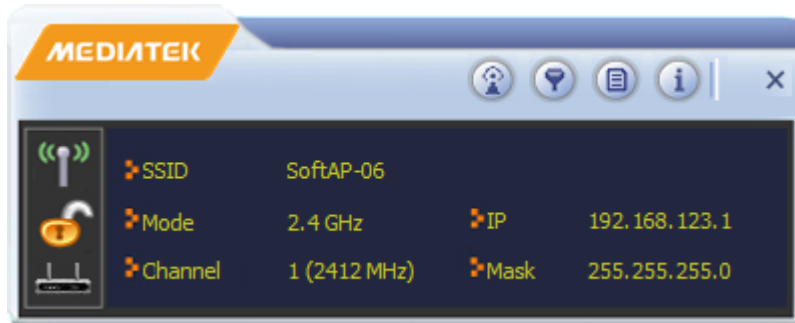 MEDIATEK
SSID SoftAP-06
Mode 2.4 GHz IP 192.168.123.1
Channel 1 (2412 MHz) Mask 255.255.255.0